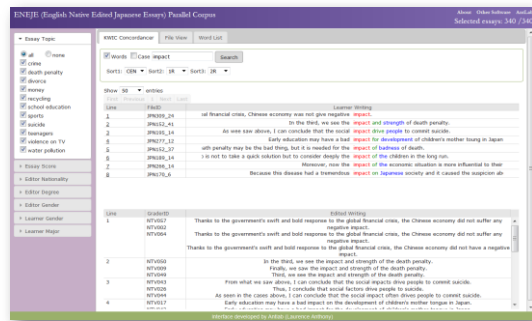 ENEJE (English Native Edited Japanese Essays) Parallel Corpus
About Other Software AntLab
Selected essays: 340 /340
Essay Topic
all none
crime
death penalty
divorce
money
recycling
school education
sports
suicide
teenagers
violence on TV
water pollution
Essay Score
Editor Nationality
Editor Degree
Editor Gender
Learner Gender
Learner Major
KWIC Concordancer File View Word List
Words Case impact Search
Sort1: CEN Sort2: 1R Sort3: 2R
Show 50 entries
First Previous 1 Next Last
Line FileID Learner Writing
1 JPN309_24 ial financial crisis, Chinese economy was not give negative impact.
2 JPN152_41 In the third, we see the impact and strength of death penalty.
3 JPN195_14 As wee saw above, I can conclude that the social impact drive people to commit suicide.
4 JPN277_12 Early education may have a bad impact for development of children's mother toung in Japan
5 JPN152_37 ath penalty may be the bad thing, but it is needed for the impact of badness of death.
6 JPN289_14 ; is not to take a quick solution but to consider deeply the impact of the children in the long run.
7 JPN296_14 Moreover, now the impact of the economic situation is more influential to their
8 JPN170_6 Because this disease had a tremendous impact on Japanese society and it caused the suspicion ab
Line GraderID Edited Writing
1 NTV057 Thanks to the government's swift and bold response to the global financial crisis, the Chinese economy did not suffer any
NTV002 negative impact.
NTV064 Thanks to the government's swift and bold response to the global financial crisis, the Chinese economy did not suffer any
negative impact.
Thanks to the government's swift and bold response to the global financial crisis, the Chinese economy did not have a negative
impact.
2 NTV050 In the third, we see the impact and strength of the death penalty.
NTV009 Finally, we saw the impact and strength of the death penalty.
NTV049 Third, we see the impact and strength of the death penalty.
3 NTV043 From what we saw above, I can conclude that the social impacts drive people to commit suicide.
NTV028 Thus, I conclude that social factors drive people to suicide.
NTV044 As seen in the cases above, I can conclude that the social impact often drives people to commit suicide.
4 NTV017 Early education may have a bad impact on the development of children's mother tongue in Japan.
Interface developed by AntLab (Laurence Anthony)